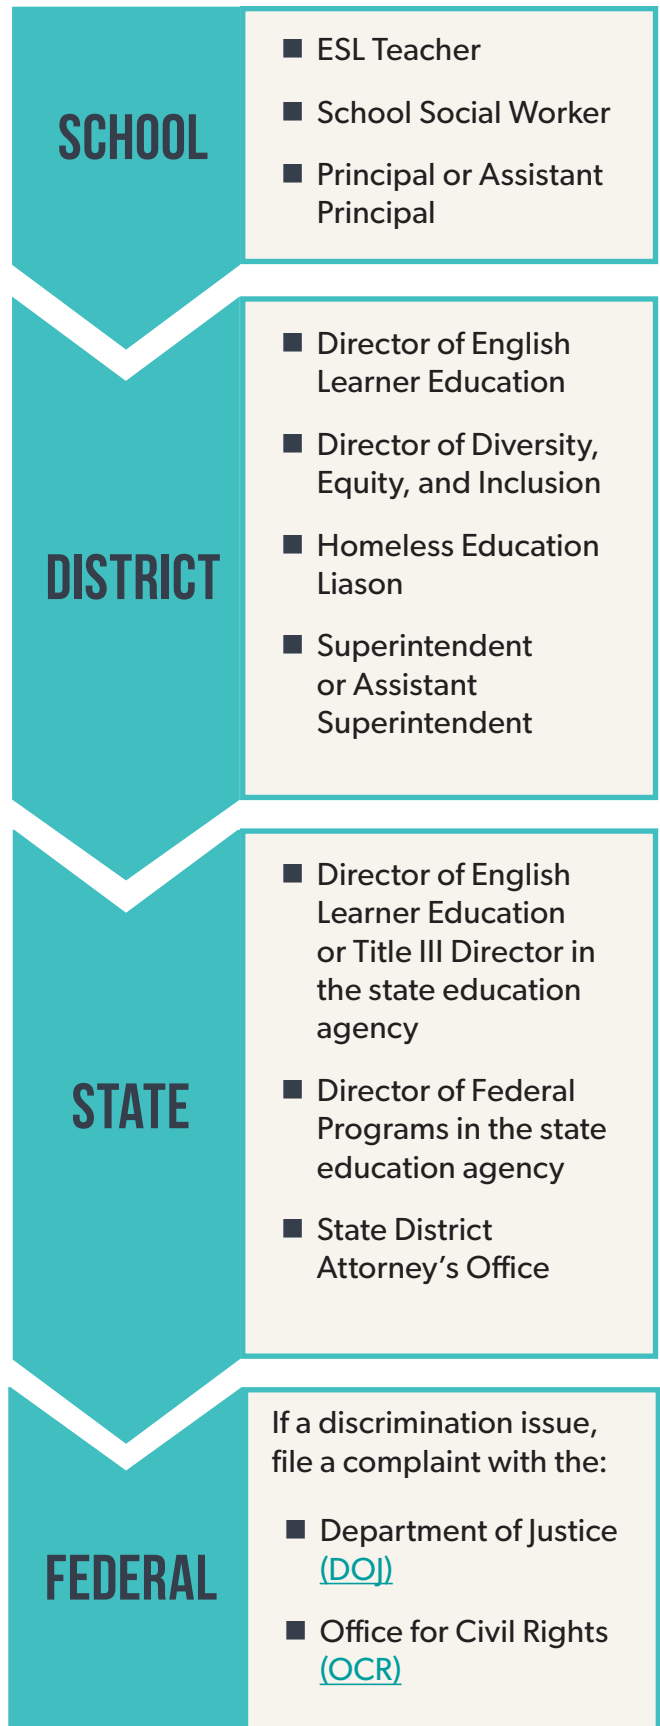 SCHOOL
■ ESL Teacher
■ School Social Worker
■ Principal or Assistant
Principal
DISTRICT
■ Director of English
Learner Education
■ Director of Diversity,
Equity, and Inclusion
■ Homeless Education
Liason
■ Superintendent
or Assistant
Superintendent
STATE
■ Director of English
Learner Education
or Title III Director in
the state education
agency
■ Director of Federal
Programs in the state
education agency
■ State District
Attorney’s Office
FEDERAL
If a discrimination issue,
file a complaint with the:
■ Department of Justice
(DOJ)
■ Office for Civil Rights
(OCR)